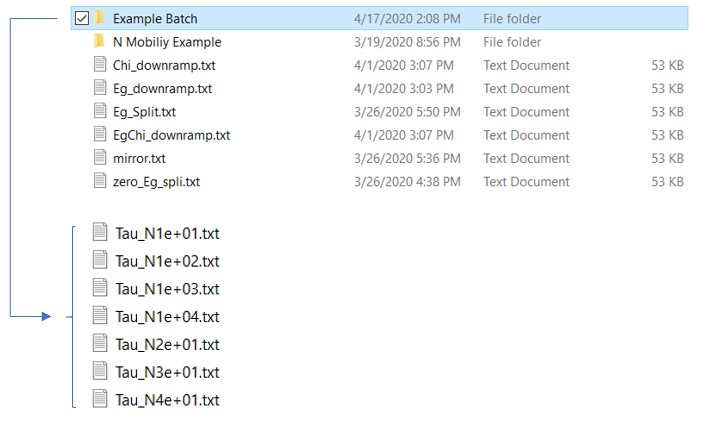 Example Batch 4/17/2020 2:08 PM File folder
N Mobiliy Example 3/19/2020 8:56 PM File folder
Chi_downramp.txt 4/1/2020 3:07 PM Text Document 53 KB
Eg_downramp.txt 4/1/2020 3:03 PM Text Document 53 KB
Eg_Split.txt 3/26/2020 5:50 PM Text Document 53 KB
EgChi_downramp.txt 4/1/2020 3:07 PM Text Document 53 KB
mirror.txt 3/26/2020 5:36 PM Text Document 53 KB
zero_Eg_spli.txt 3/26/2020 4:38 PM Text Document 53 KB
Tau_N1e+01.txt
Tau_N1e+02.txt
Tau_N1e+03.txt
Tau_N1e+04.txt
Tau_N2e+01.txt
Tau_N3e+01.txt
Tau_N4e+01.txt